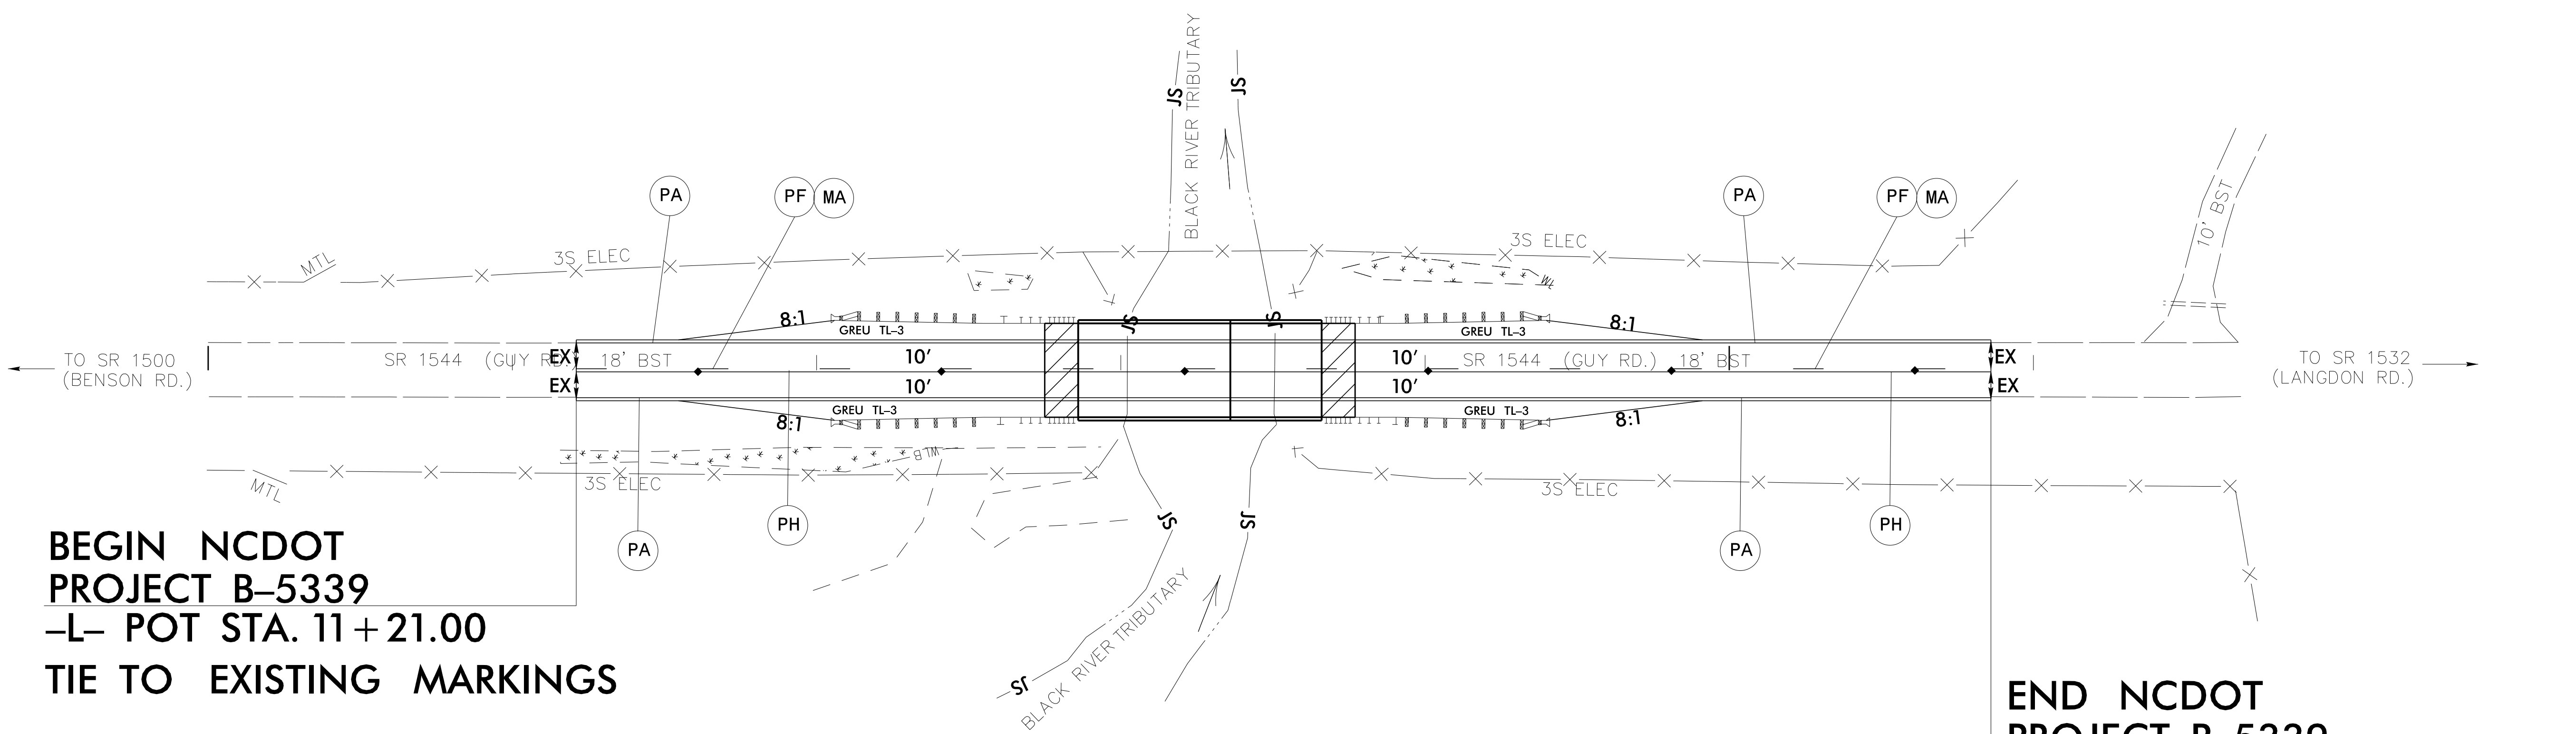 BLACK RIVER TRIBUTARY
JS
JS
PA
PF
MA
PA
PF
MA
10' BST
MTL
3S ELEC
3S ELEC
WL
8:1
GREU TL–3
JS
JS
GREU TL–3
8:1
TO SR 1500
(BENSON RD.)
SR 1544 (GUY RD.) 18' BST
EX
EX
10'
10'
10'
10'
SR 1544 (GUY RD.) 18' BST
EX
EX
TO SR 1532
(LANGDON RD.)
8:1
GREU TL–3
GREU TL–3
8:1
WLB
MTL
3S ELEC
3S ELEC
PA
PH
JS
JS
PA
PH
BEGIN NCDOT
PROJECT B–5339
–L– POT STA. 11+21.00
TIE TO EXISTING MARKINGS
JS
BLACK RIVER TRIBUTARY
END NCDOT
PROJECT B–5339